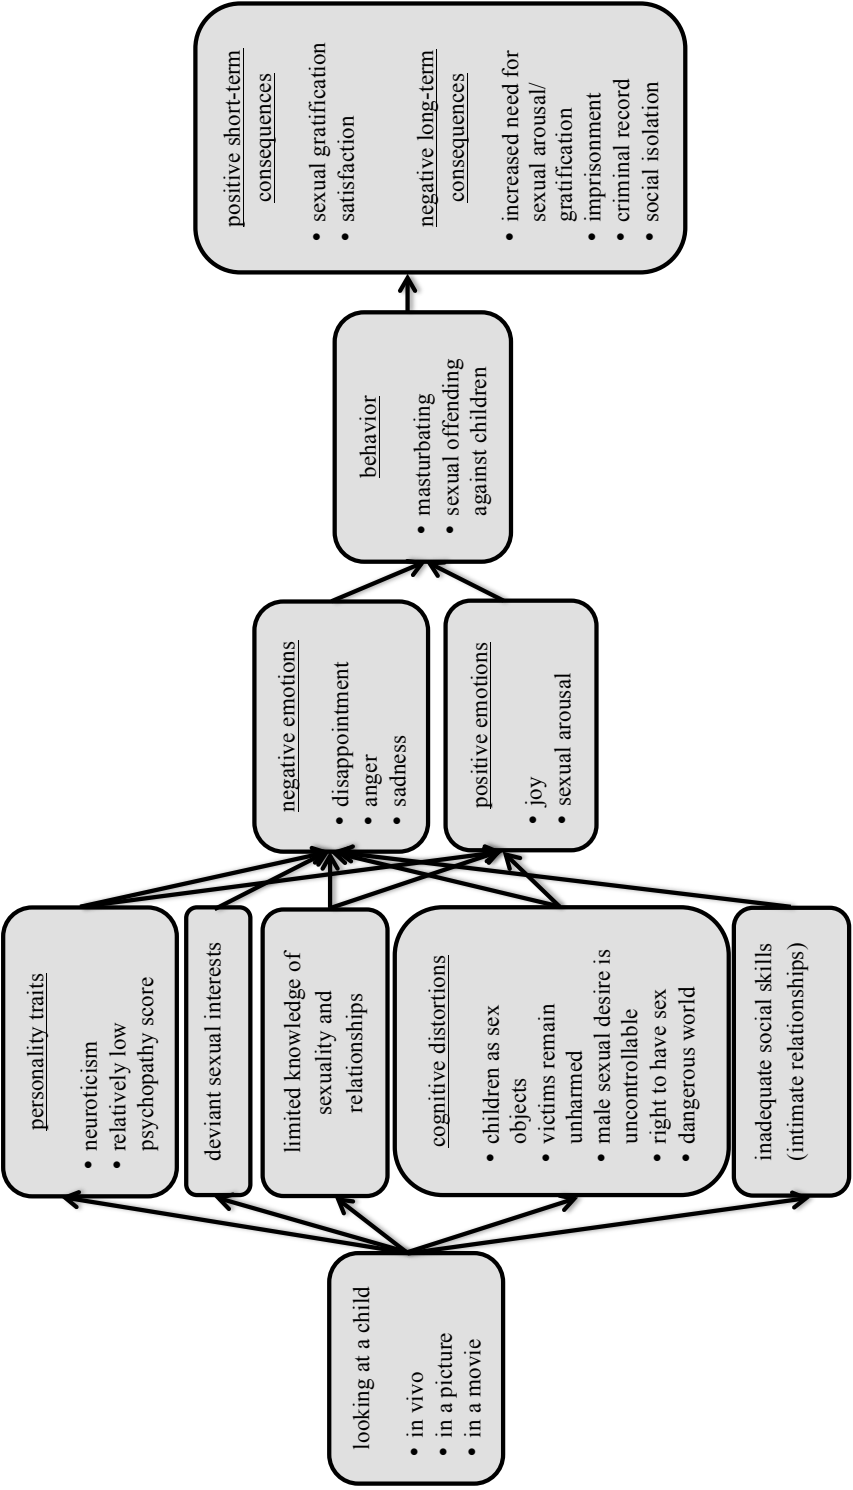 looking at a child
• in vivo
• in a picture
• in a movie
personality traits
• neuroticism
• relatively low
psychopathy score
deviant sexual interests
limited knowledge of
sexuality and
relationships
cognitive distortions
• children as sex
objects
• victims remain
unharmed
• male sexual desire is
uncontrollable
• right to have sex
• dangerous world
inadequate social skills
(intimate relationships)
negative emotions
• disappointment
• anger
• sadness
positive emotions
• joy
• sexual arousal
behavior
• masturbating
• sexual offending
against children
positive short-term
consequences
• sexual gratification
• satisfaction
negative long-term
consequences
• increased need for
sexual arousal/
gratification
• imprisonment
• criminal record
• social isolation